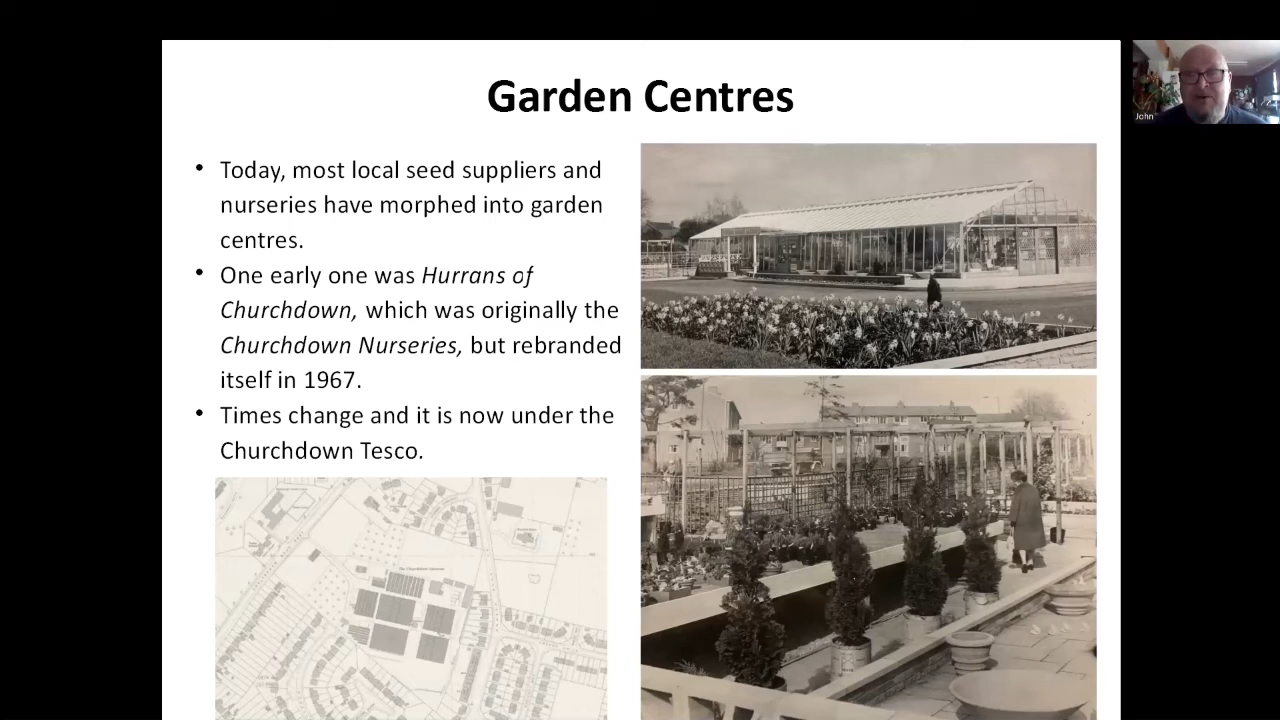 Garden Centres
John
• Today, most local seed suppliers and
nurseries have morphed into garden
centres.
• One early one was Hurrans of
Churchdown, which was originally the
Churchdown Nurseries, but rebranded
itself in 1967.
• Times change and it is now under the
Churchdown Tesco.